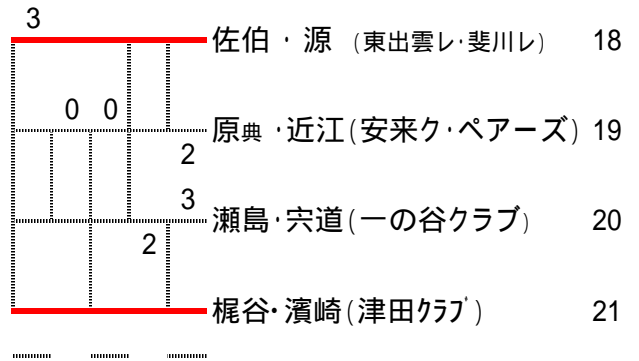 3
佐伯・源 (東出雲レ・斐川レ) 18
0 0
原典・近江(安来ク・ペアーズ) 19
2
3
瀬島・宍道(一の谷クラブ) 20
2
梶谷・濱崎(津田ｸﾗﾌﾞ) 21